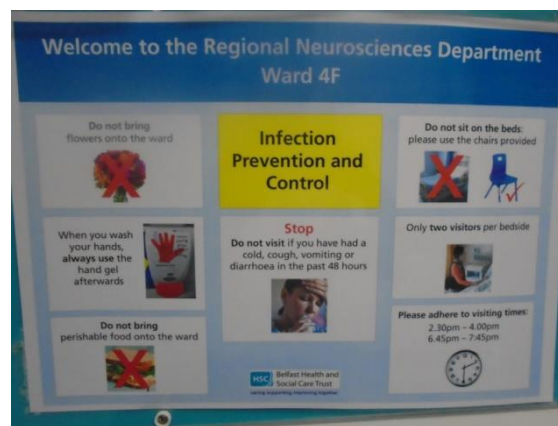 Welcome to the Regional Neurosciences Department
Ward 4F
Do not bring
flowers onto the ward
Infection
Prevention and
Control
Do not sit on the beds:
please use the chairs provided
When you wash
your hands,
always use the
hand gel
afterwards
Stop
Do not visit if you have had a
cold, cough, vomiting or
diarrhoea in the past 48 hours
Only two visitors per bedside
Do not bring
perishable food onto the ward
Please adhere to visiting times:
2.30pm – 4.00pm
6.45pm – 7:45pm
HSC Belfast Health and
Social Care Trust
caring supporting improving together